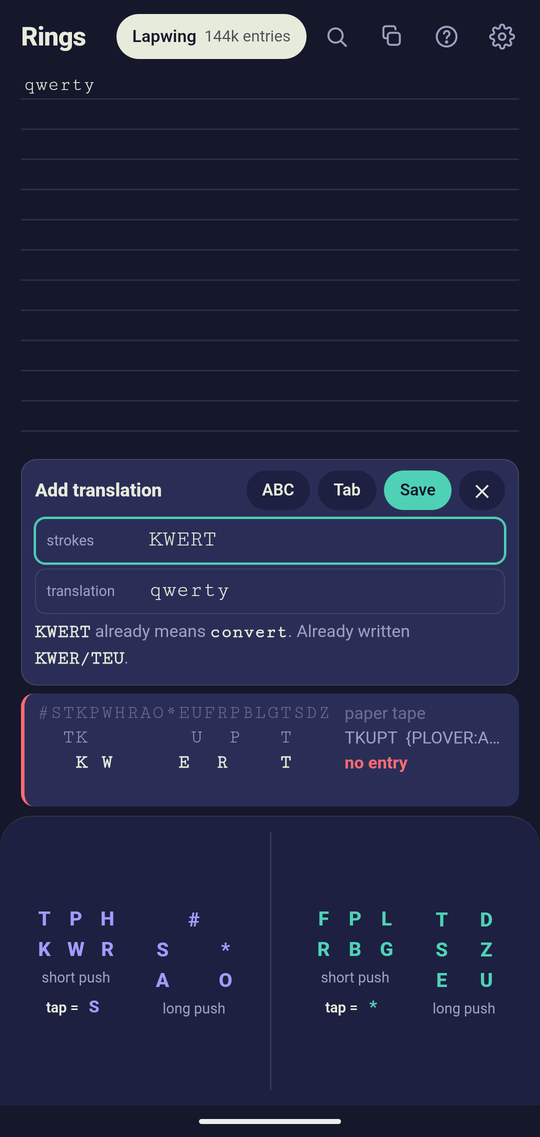 Rings
Lapwing 144k entries
qwerty
Add translation
ABC
Tab
Save
strokes KWERT
translation qwerty
KWERT already means convert. Already written
KWER/TEU.
#STKPWHRAO*EUFRPBLGTSDZ paper tape
TK U P T TKUPT {PLOVER:A…
K W E R T no entry
T P H # F P L T D
K W R S * R B G S Z
short push A O short push E U
tap = S long push tap = * long push